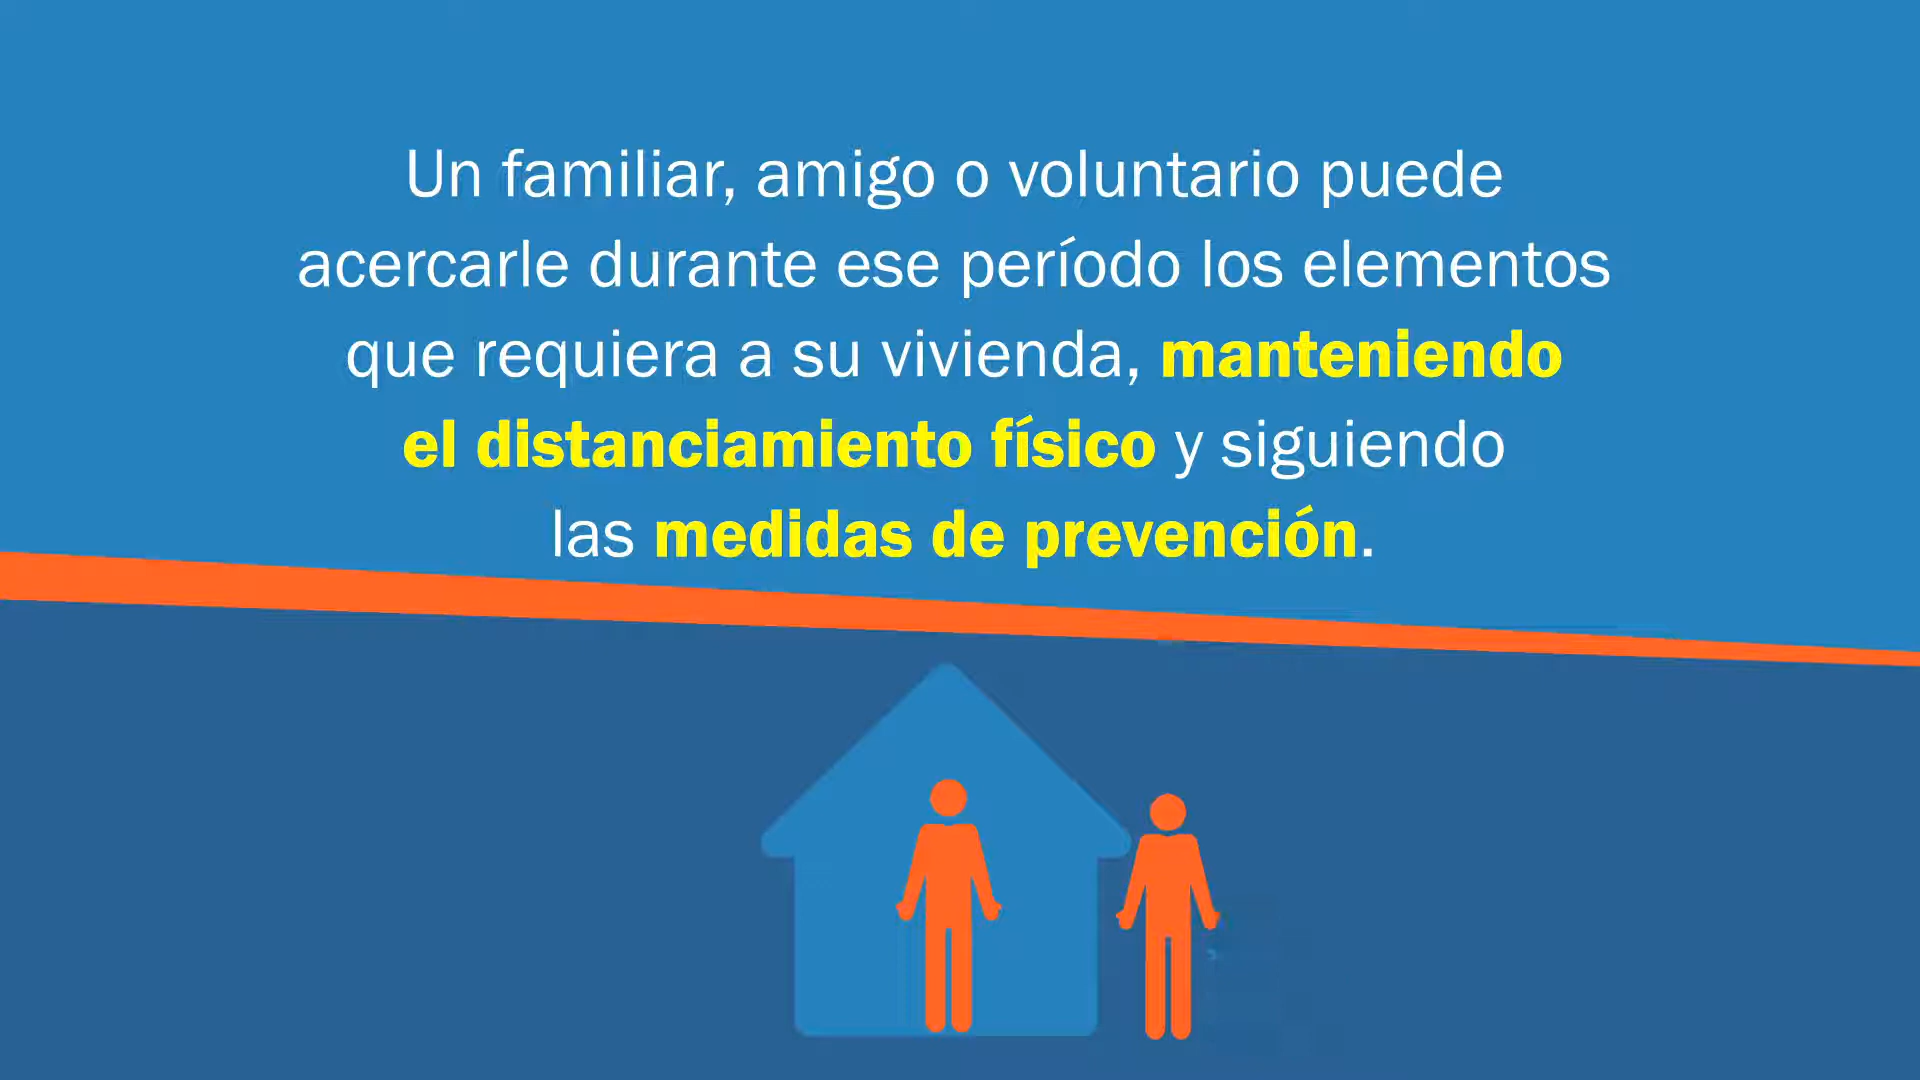 Un familiar, amigo o voluntario puede
acercarle durante ese período los elementos
que requiera a su vivienda, manteniendo
el distanciamiento físico y siguiendo
las medidas de prevención.